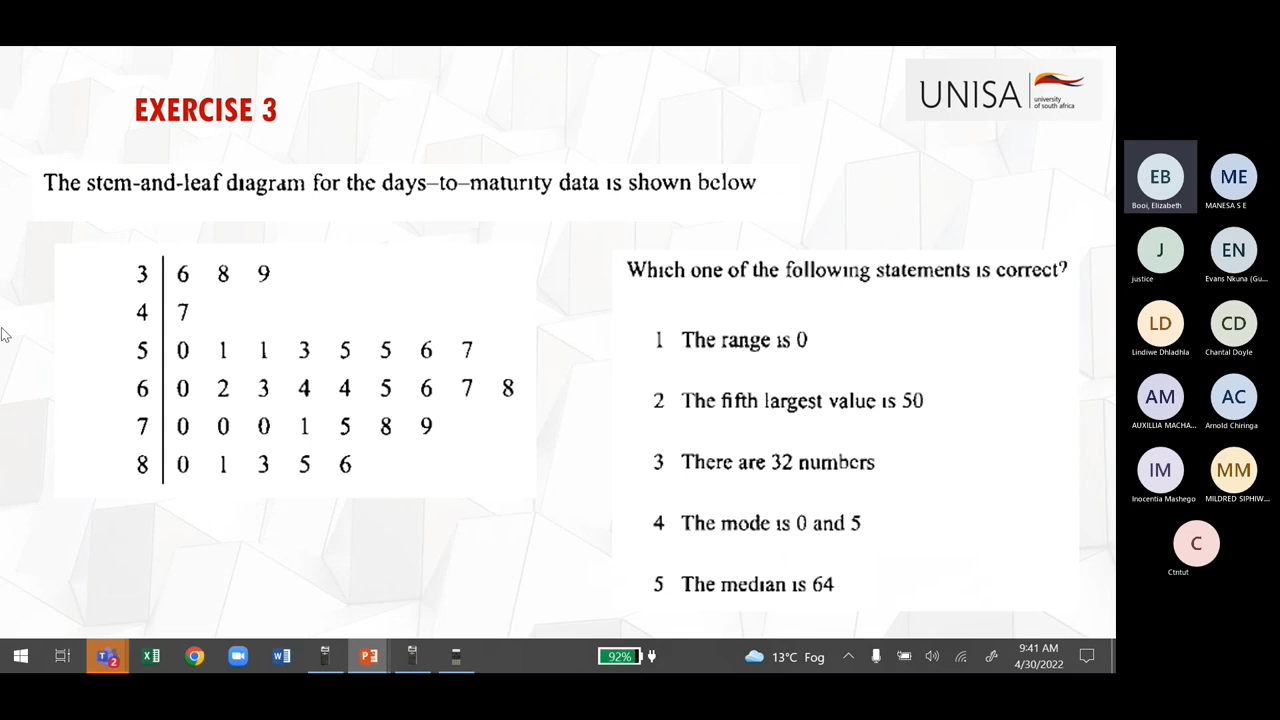 EXERCISE 3
UNISA
university
of south africa
The stem-and-leaf diagram for the days–to–maturity data is shown below
3 | 6 8 9
4 | 7
5 | 0 1 1 3 5 5 6 7
6 | 0 2 3 4 4 5 6 7 8
7 | 0 0 0 1 5 8 9
8 | 0 1 3 5 6
Which one of the following statements is correct?
1 The range is 0
2 The fifth largest value is 50
3 There are 32 numbers
4 The mode is 0 and 5
5 The median is 64
EB
Booi, Elizabeth
ME
MANESA S E
J
justice
EN
Evans Nkuna (Gu...
LD
Lindiwe Dhladhla
CD
Chantal Doyle
AM
AUXILLIA MACHA...
AC
Arnold Chiringa
IM
Inocentia Mashego
MM
MILDRED SIPHIW...
C
Ctntut
2
92%
13°C Fog
9:41 AM
4/30/2022